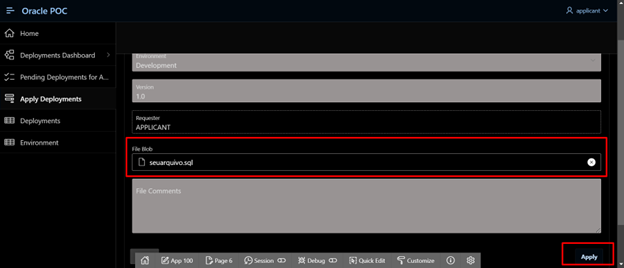 Oracle POC
applicant
Home
Deployments Dashboard
Pending Deployments for A...
Apply Deployments
Deployments
Environment
Environment
Development
Version
1.0
Requester
APPLICANT
File Blob
seuarquivo.sql
File Comments
Apply
App 100
Page 6
Session
Debug
Quick Edit
Customize